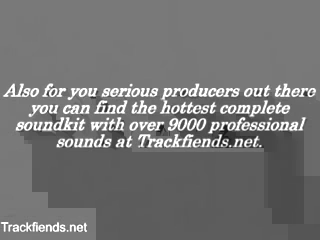 Also for you serious producers out there
you can find the hottest complete
soundkit with over 9000 professional
sounds at Trackfiends.net.
Trackfiends.net